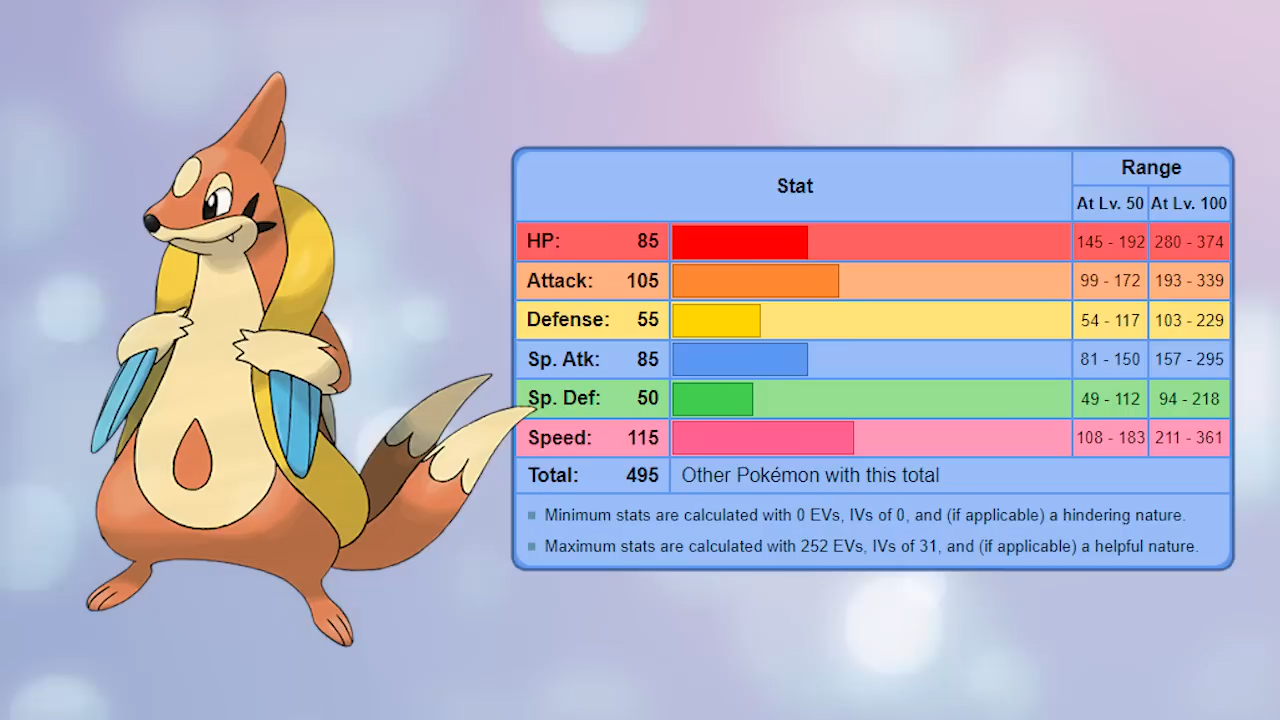 Stat Range
At Lv. 50 At Lv. 100
HP: 85 145 - 192 280 - 374
Attack: 105 99 - 172 193 - 339
Defense: 55 54 - 117 103 - 229
Sp. Atk: 85 81 - 150 157 - 295
Sp. Def: 50 49 - 112 94 - 218
Speed: 115 108 - 183 211 - 361
Total: 495 Other Pokémon with this total
Minimum stats are calculated with 0 EVs, IVs of 0, and (if applicable) a hindering nature.
Maximum stats are calculated with 252 EVs, IVs of 31, and (if applicable) a helpful nature.